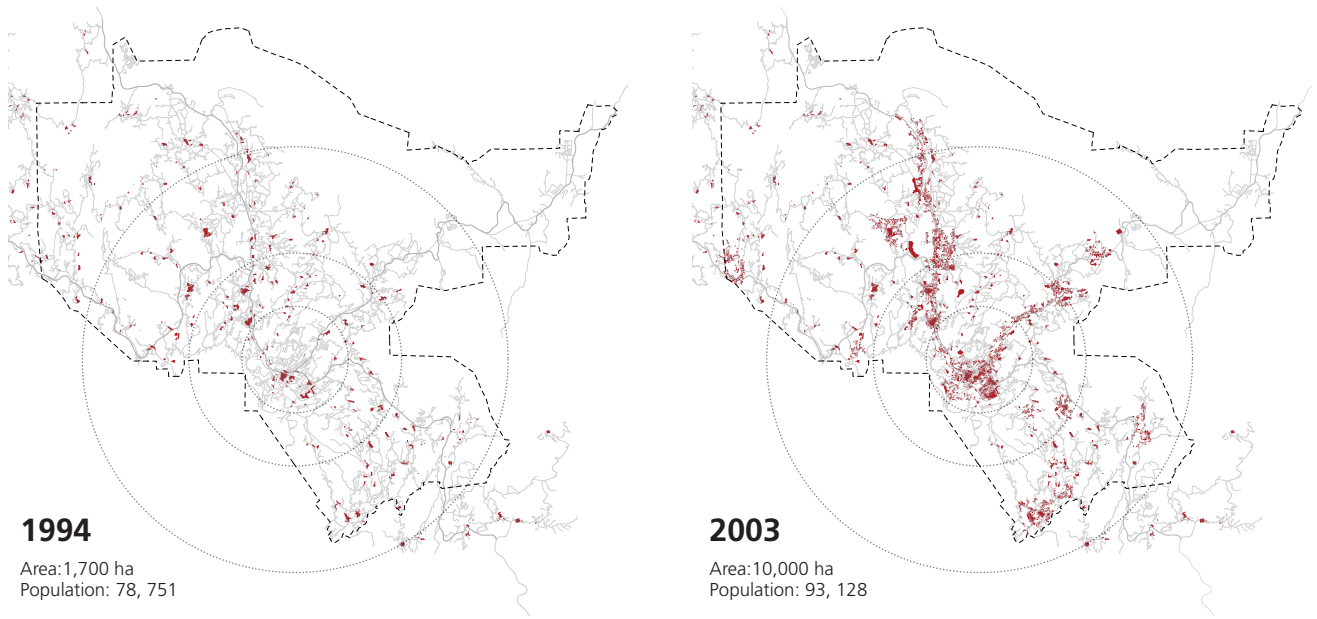 1994
Area:1,700 ha
Population: 78, 751
2003
Area:10,000 ha
Population: 93, 128